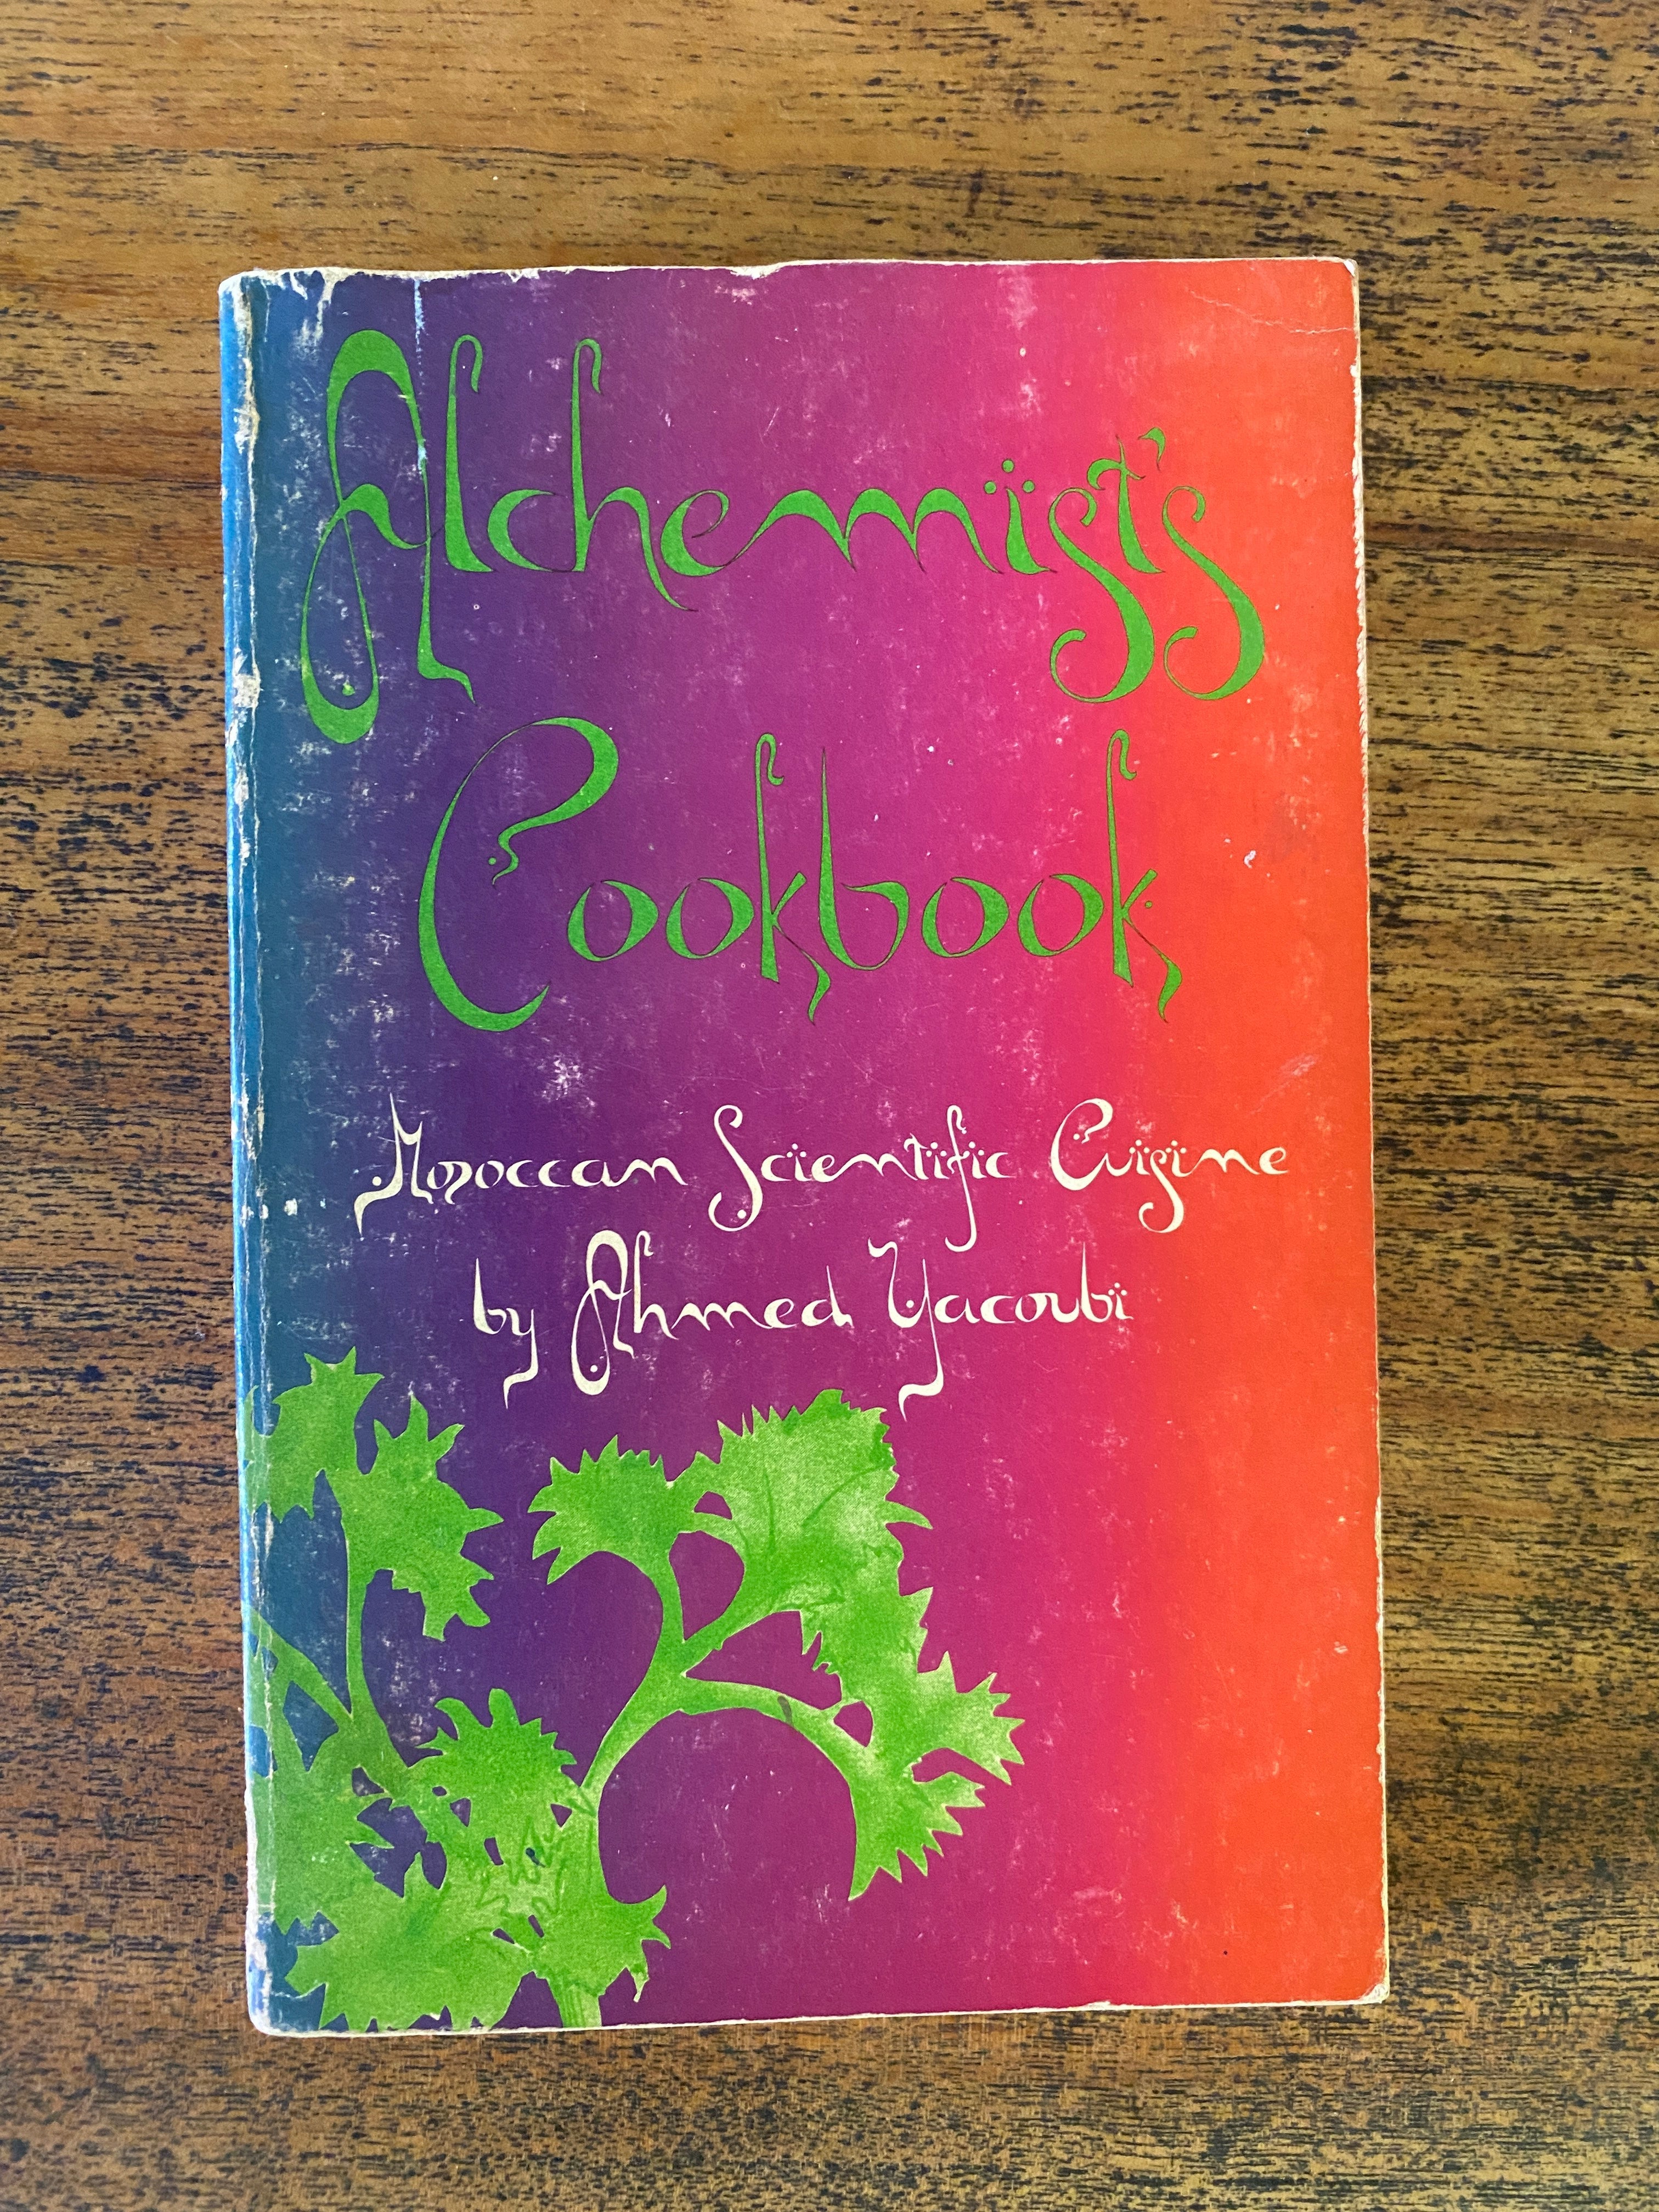 Alchemist's
Cookbook
Moroccan Scientific Cuisine
by Ahmed Yacoubi